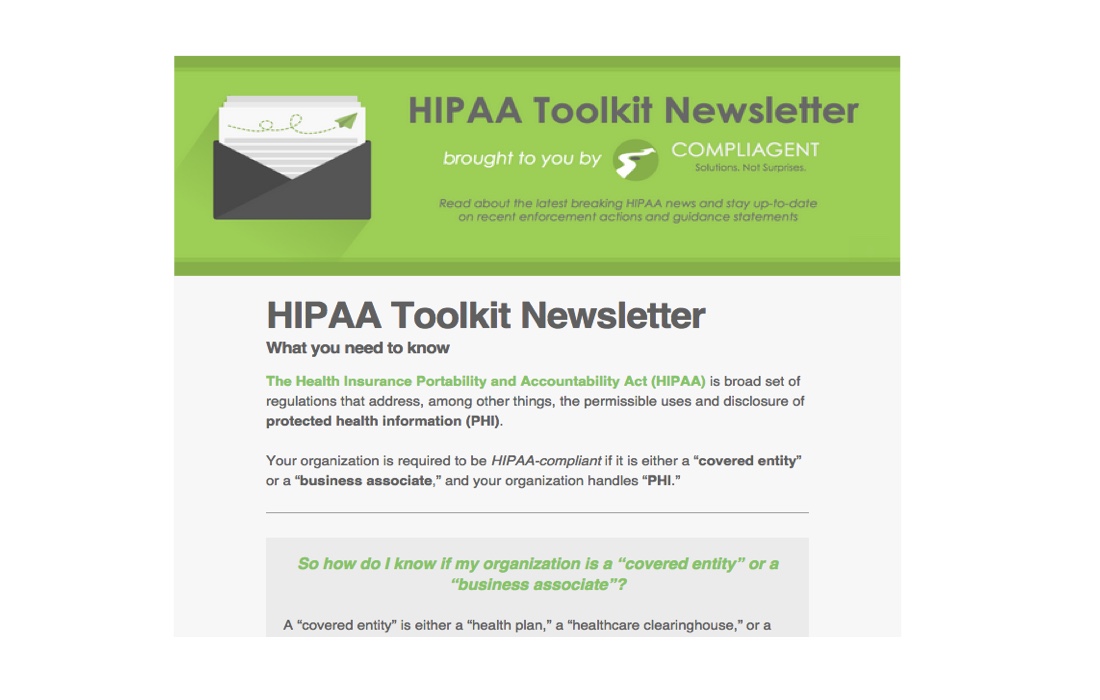 HIPAA Toolkit Newsletter
brought to you by COMPLIAGENT
Solutions. Not Surprises.
Read about the latest breaking HIPAA news and stay up-to-date
on recent enforcement actions and guidance statements
HIPAA Toolkit Newsletter
What you need to know
The Health Insurance Portability and Accountability Act (HIPAA) is broad set of
regulations that address, among other things, the permissible uses and disclosure of
protected health information (PHI).
Your organization is required to be HIPAA-compliant if it is either a “covered entity”
or a “business associate,” and your organization handles “PHI.”
So how do I know if my organization is a “covered entity” or a
“business associate”?
A “covered entity” is either a “health plan,” a “healthcare clearinghouse,” or a